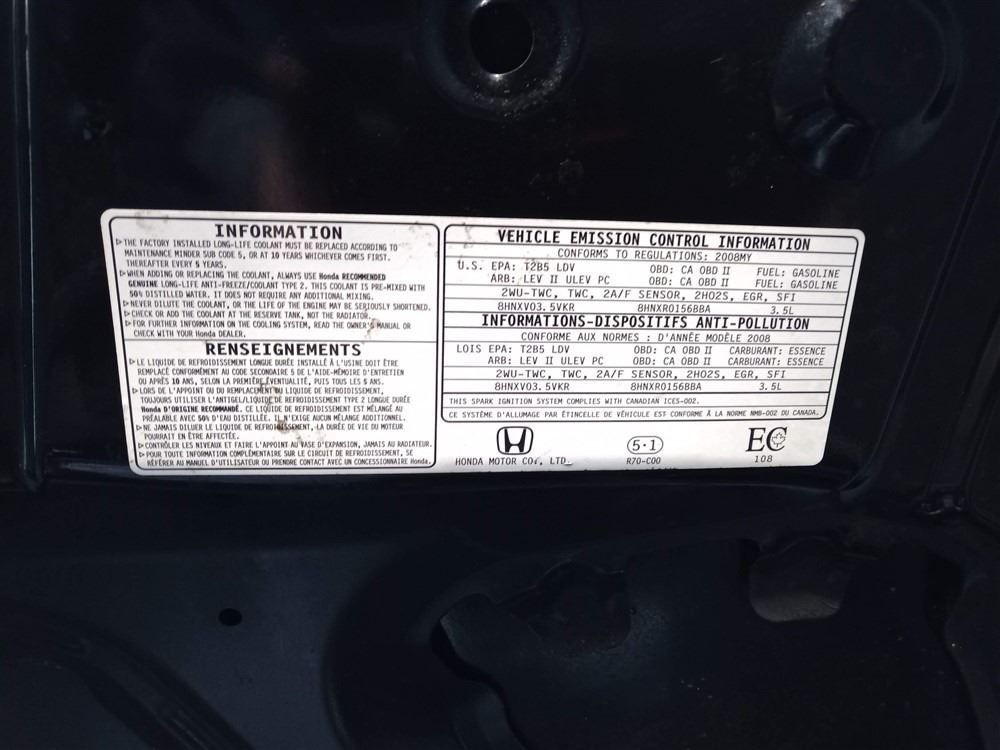 INFORMATION
▷THE FACTORY INSTALLED LONG-LIFE COOLANT MUST BE REPLACED ACCORDING TO
MAINTENANCE MINDER SUB CODE 5, OR AT 10 YEARS WHICHEVER COMES FIRST.
THEREAFTER EVERY 5 YEARS.
▷WHEN ADDING OR REPLACING THE COOLANT, ALWAYS USE Honda RECOMMENDED
GENUINE LONG-LIFE ANTI-FREEZE/COOLANT TYPE 2. THIS COOLANT IS PRE-MIXED WITH
50% DISTILLED WATER. IT DOES NOT REQUIRE ANY ADDITIONAL MIXING.
▷NEVER DILUTE THE COOLANT, OR THE LIFE OF THE ENGINE MAY BE SERIOUSLY SHORTENED.
▷CHECK OR ADD THE COOLANT AT THE RESERVE TANK, NOT THE RADIATOR.
▷FOR FURTHER INFORMATION ON THE COOLING SYSTEM, READ THE OWNER'S MANUAL OR
CHECK WITH YOUR Honda DEALER.
RENSEIGNEMENTS
▷LE LIQUIDE DE REFROIDISSEMENT LONGUE DURÉE INSTALLÉ À L'USINE DOIT ÊTRE
REMPLACÉ CONFORMÉMENT AU CODE SECONDAIRE 5 DE L'AIDE-MÉMOIRE D'ENTRETIEN
OU APRÈS 10 ANS, SELON LA PREMIÈRE ÉVENTUALITÉ, PUIS TOUS LES 5 ANS.
▷LORS DE L'APPOINT OU DU REMPLACEMENT DU LIQUIDE DE REFROIDISSEMENT,
TOUJOURS UTILISER L'ANTIGEL/LIQUIDE DE REFROIDISSEMENT TYPE 2 LONGUE DURÉE
Honda D'ORIGINE RECOMMANDÉ. CE LIQUIDE DE REFROIDISSEMENT EST MÉLANGÉ AU
PRÉALABLE AVEC 50% D'EAU DISTILLÉE. IL N'EXIGE AUCUN MÉLANGE ADDITIONNEL.
▷NE JAMAIS DILUER LE LIQUIDE DE REFROIDISSEMENT, LA DURÉE DE VIE DU MOTEUR
POURRAIT EN ÊTRE AFFECTÉE.
▷CONTRÔLER LES NIVEAUX ET FAIRE L'APPOINT AU VASE D'EXPANSION, JAMAIS AU RADIATEUR.
▷POUR TOUTE INFORMATION COMPLÉMENTAIRE SUR LE CIRCUIT DE REFROIDISSEMENT, SE
RÉFÉRER AU MANUEL D'UTILISATEUR OU PRENDRE CONTACT AVEC UN CONCESSIONNAIRE Honda.
VEHICLE EMISSION CONTROL INFORMATION
CONFORMS TO REGULATIONS: 2008MY
U.S. EPA: T2B5 LDV OBD: CA OBD II FUEL: GASOLINE
ARB: LEV II ULEV PC OBD: CA OBD II FUEL: GASOLINE
2WU-TWC, TWC, 2A/F SENSOR, 2HO2S, EGR, SFI
8HNXV03.5VKR 8HNXR0156BBA 3.5L
INFORMATIONS-DISPOSITIFS ANTI-POLLUTION
CONFORME AUX NORMES : D'ANNÉE MODÈLE 2008
LOIS EPA: T2B5 LDV OBD: CA OBD II CARBURANT: ESSENCE
ARB: LEV II ULEV PC OBD: CA OBD II CARBURANT: ESSENCE
2WU-TWC, TWC, 2A/F SENSOR, 2HO2S, EGR, SFI
8HNXV03.5VKR 8HNXR0156BBA 3.5L
THIS SPARK IGNITION SYSTEM COMPLIES WITH CANADIAN ICES-002.
CE SYSTÈME D'ALLUMAGE PAR ÉTINCELLE DE VÉHICULE EST CONFORME À LA NORME NMB-002 DU CANADA.
HONDA MOTOR CO., LTD.
5·1
R70-C00
EC
108